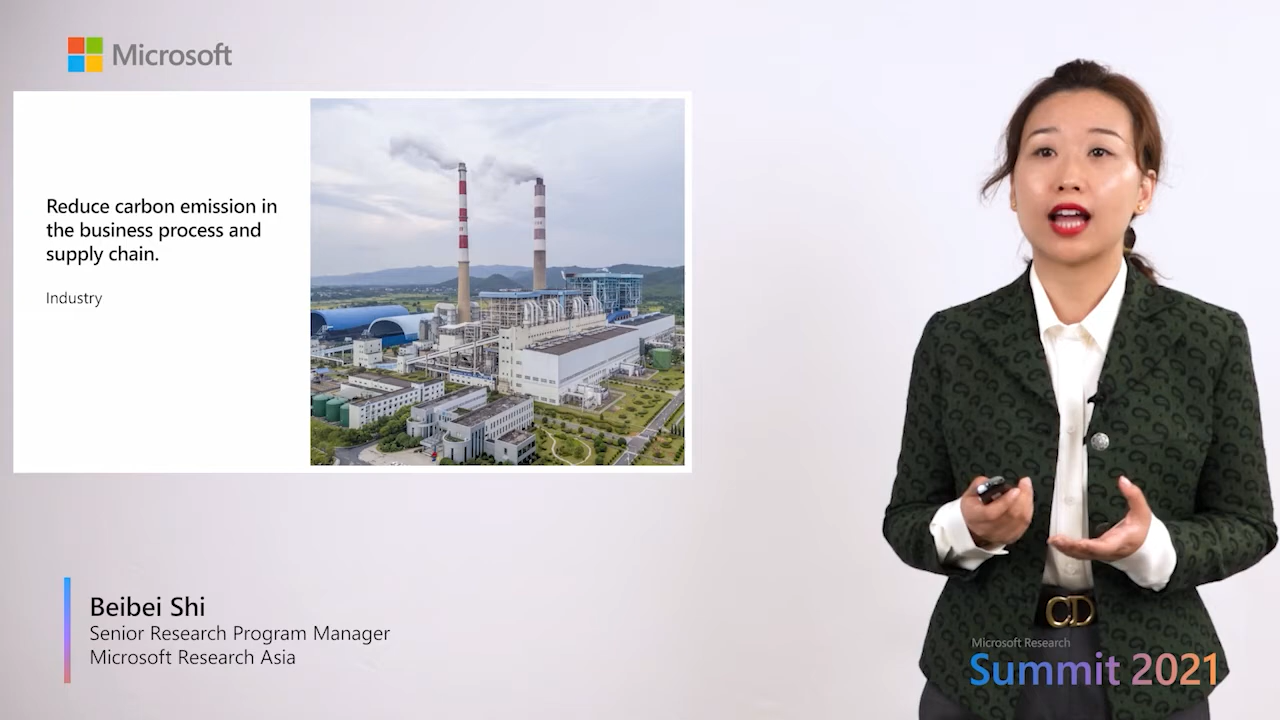 Microsoft
Reduce carbon emission in
the business process and
supply chain.
Industry
Beibei Shi
Senior Research Program Manager
Microsoft Research Asia
Microsoft Research
Summit 2021
CD